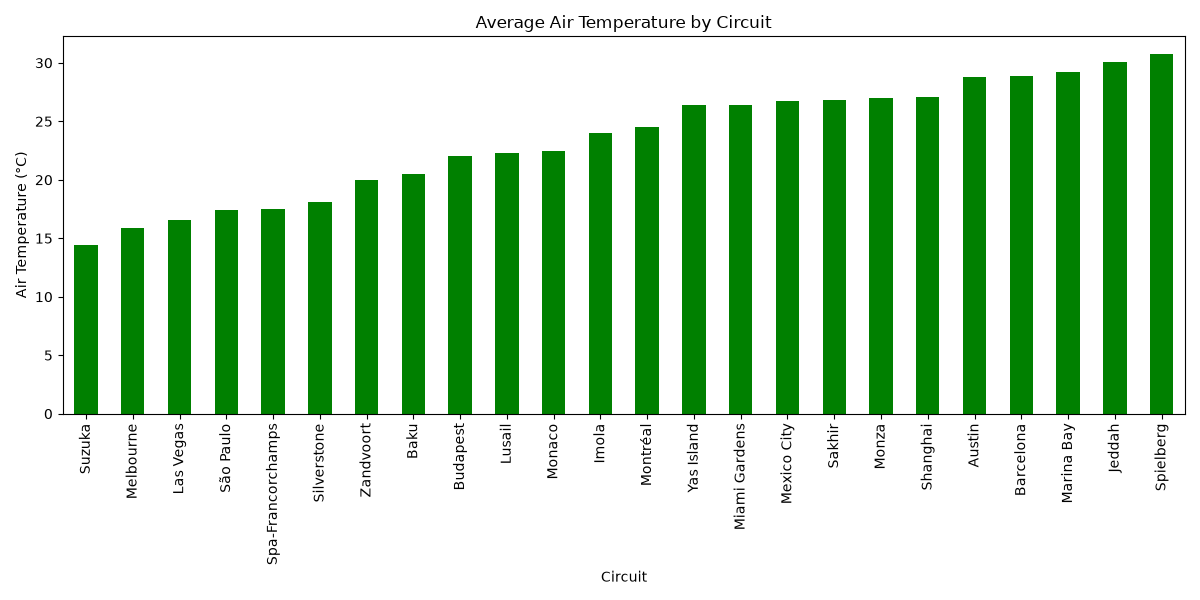 Average Air Temperature by Circuit
Air Temperature (°C)
30
25
20
15
10
5
0
Suzuka
Melbourne
Las Vegas
São Paulo
Spa-Francorchamps
Silverstone
Zandvoort
Baku
Budapest
Lusail
Monaco
Imola
Montréal
Yas Island
Miami Gardens
Mexico City
Sakhir
Monza
Shanghai
Austin
Barcelona
Marina Bay
Jeddah
Spielberg
Circuit